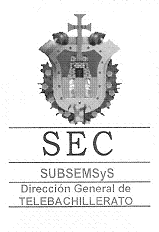 SEC
SUBSEMSyS
Dirección General de
TELEBACHILLERATO